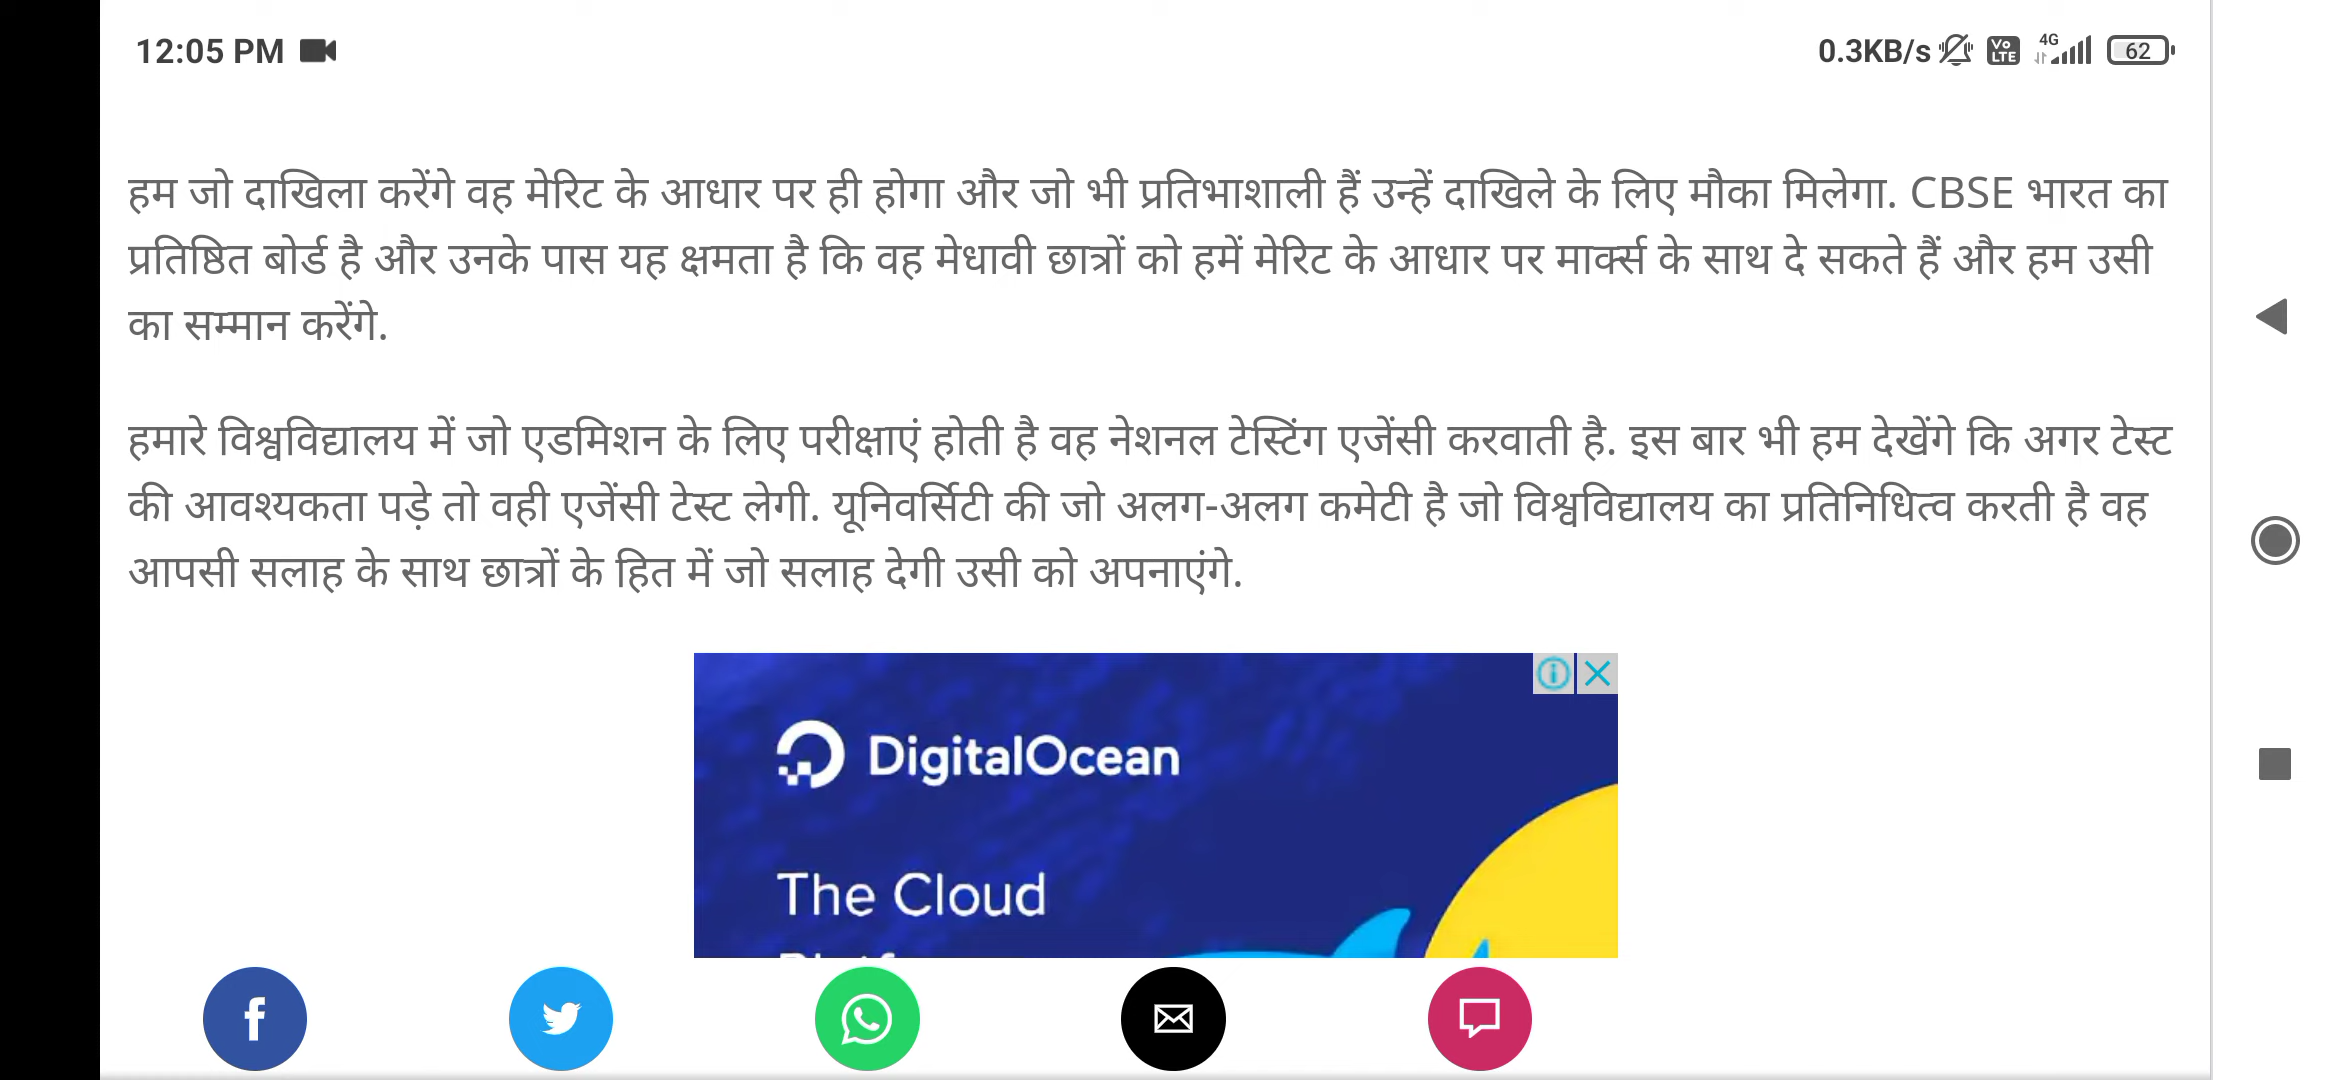 12:05 PM
0.3KB/s Vo LTE 4G 62
हम जो दाखिला करेंगे वह मेरिट के आधार पर ही होगा और जो भी प्रतिभाशाली हैं उन्हें दाखिले के लिए मौका मिलेगा. CBSE भारत का
प्रतिष्ठित बोर्ड है और उनके पास यह क्षमता है कि वह मेधावी छात्रों को हमें मेरिट के आधार पर मार्क्स के साथ दे सकते हैं और हम उसी
का सम्मान करेंगे.
हमारे विश्वविद्यालय में जो एडमिशन के लिए परीक्षाएं होती है वह नेशनल टेस्टिंग एजेंसी करवाती है. इस बार भी हम देखेंगे कि अगर टेस्ट
की आवश्यकता पड़े तो वही एजेंसी टेस्ट लेगी. यूनिवर्सिटी की जो अलग-अलग कमेटी है जो विश्वविद्यालय का प्रतिनिधित्व करती है वह
आपसी सलाह के साथ छात्रों के हित में जो सलाह देगी उसी को अपनाएंगे.
DigitalOcean
The Cloud